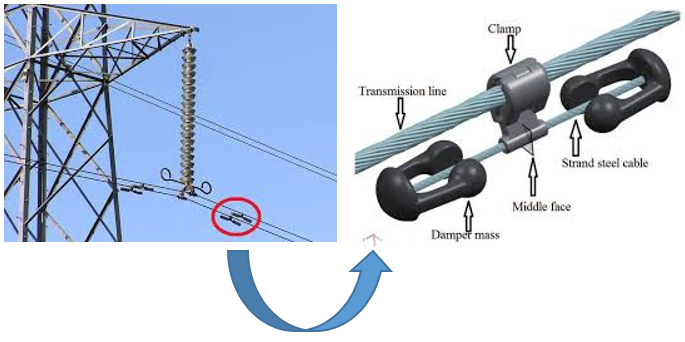 Clamp
Transmission line
Strand steel cable
Middle face
Damper mass